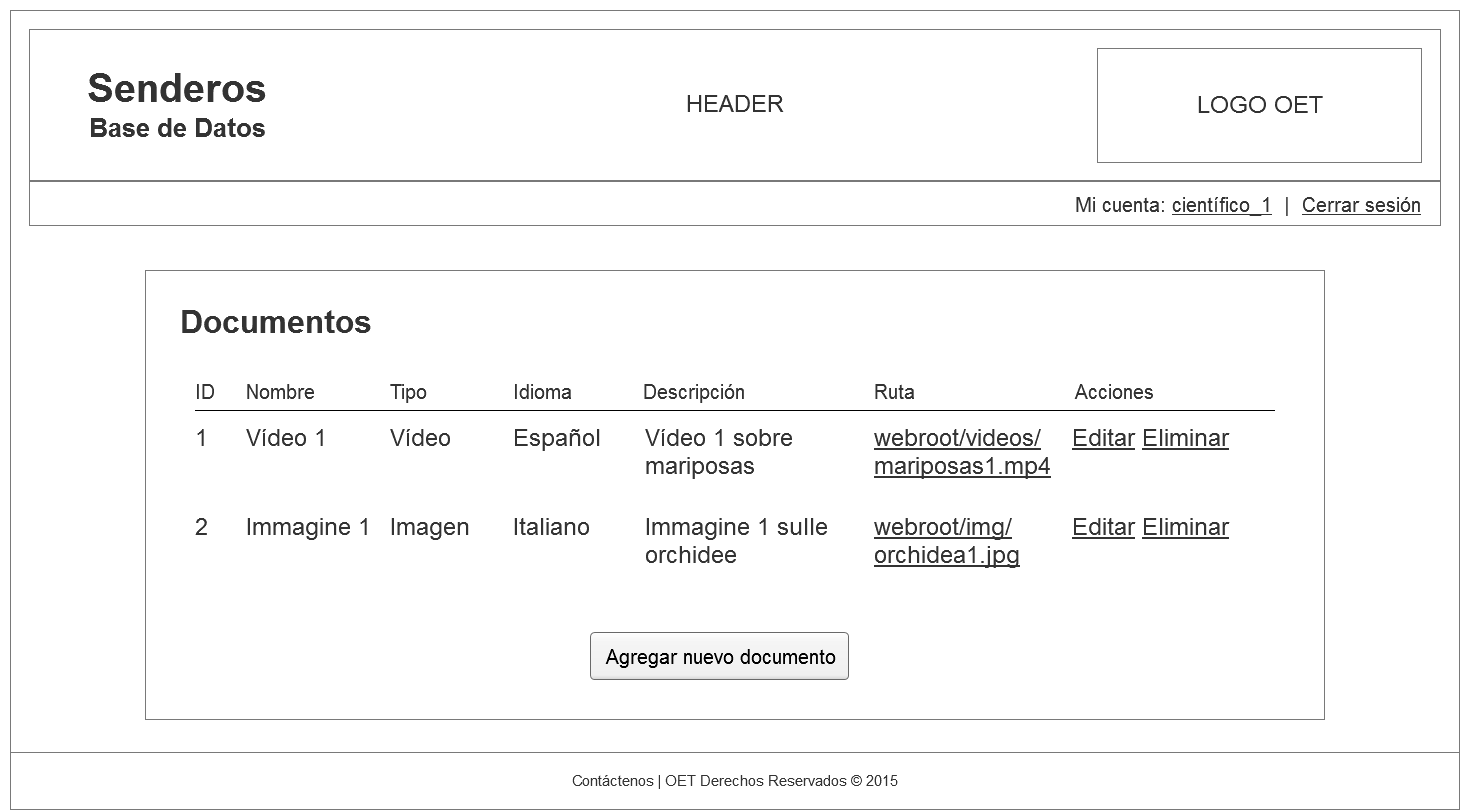 Senderos
Base de Datos
HEADER
LOGO OET
Mi cuenta: científico_1 | Cerrar sesión
Documentos
ID Nombre Tipo Idioma Descripción Ruta Acciones
1 Vídeo 1 Vídeo Español Vídeo 1 sobre webroot/videos/ Editar Eliminar
mariposas mariposas1.mp4
2 Immagine 1 Imagen Italiano Immagine 1 sulle webroot/img/ Editar Eliminar
orchidee orchidea1.jpg
Agregar nuevo documento
Contáctenos | OET Derechos Reservados © 2015